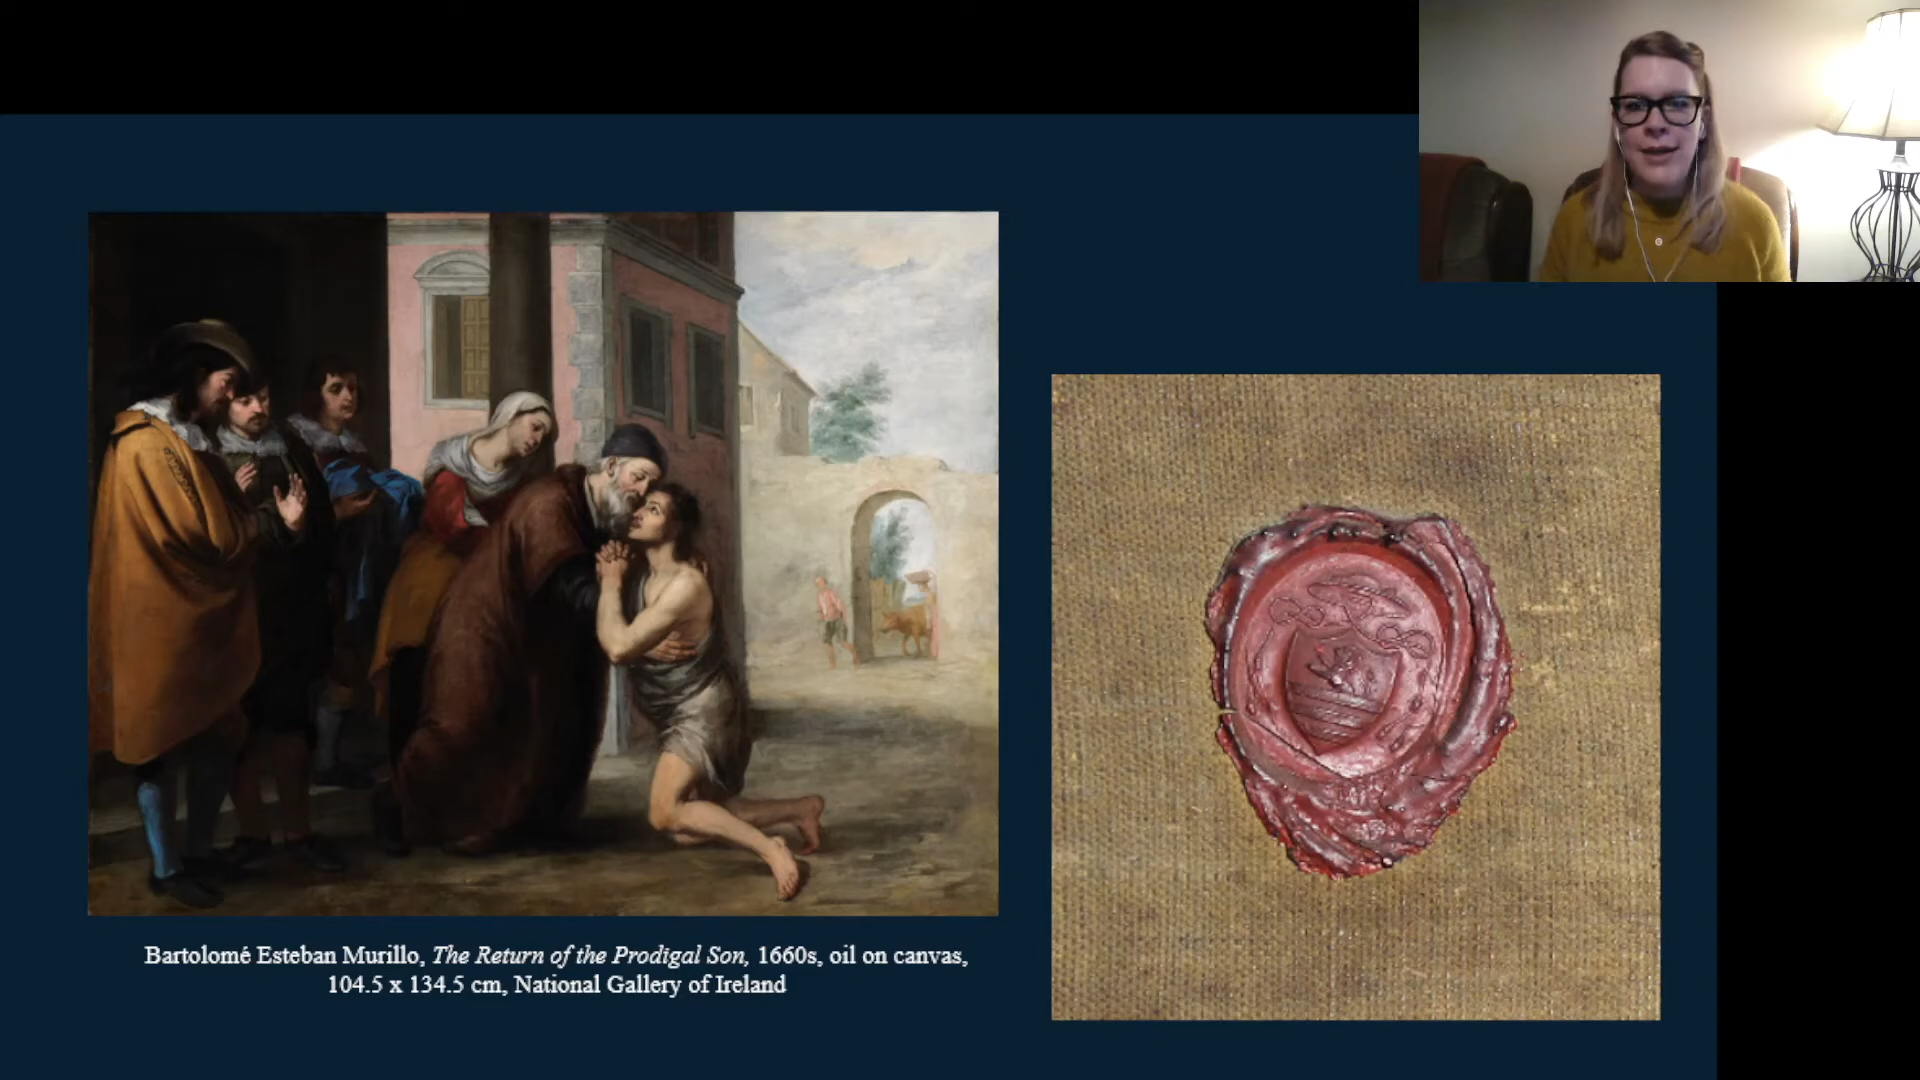 Bartolomé Esteban Murillo, The Return of the Prodigal Son, 1660s, oil on canvas,
104.5 x 134.5 cm, National Gallery of Ireland